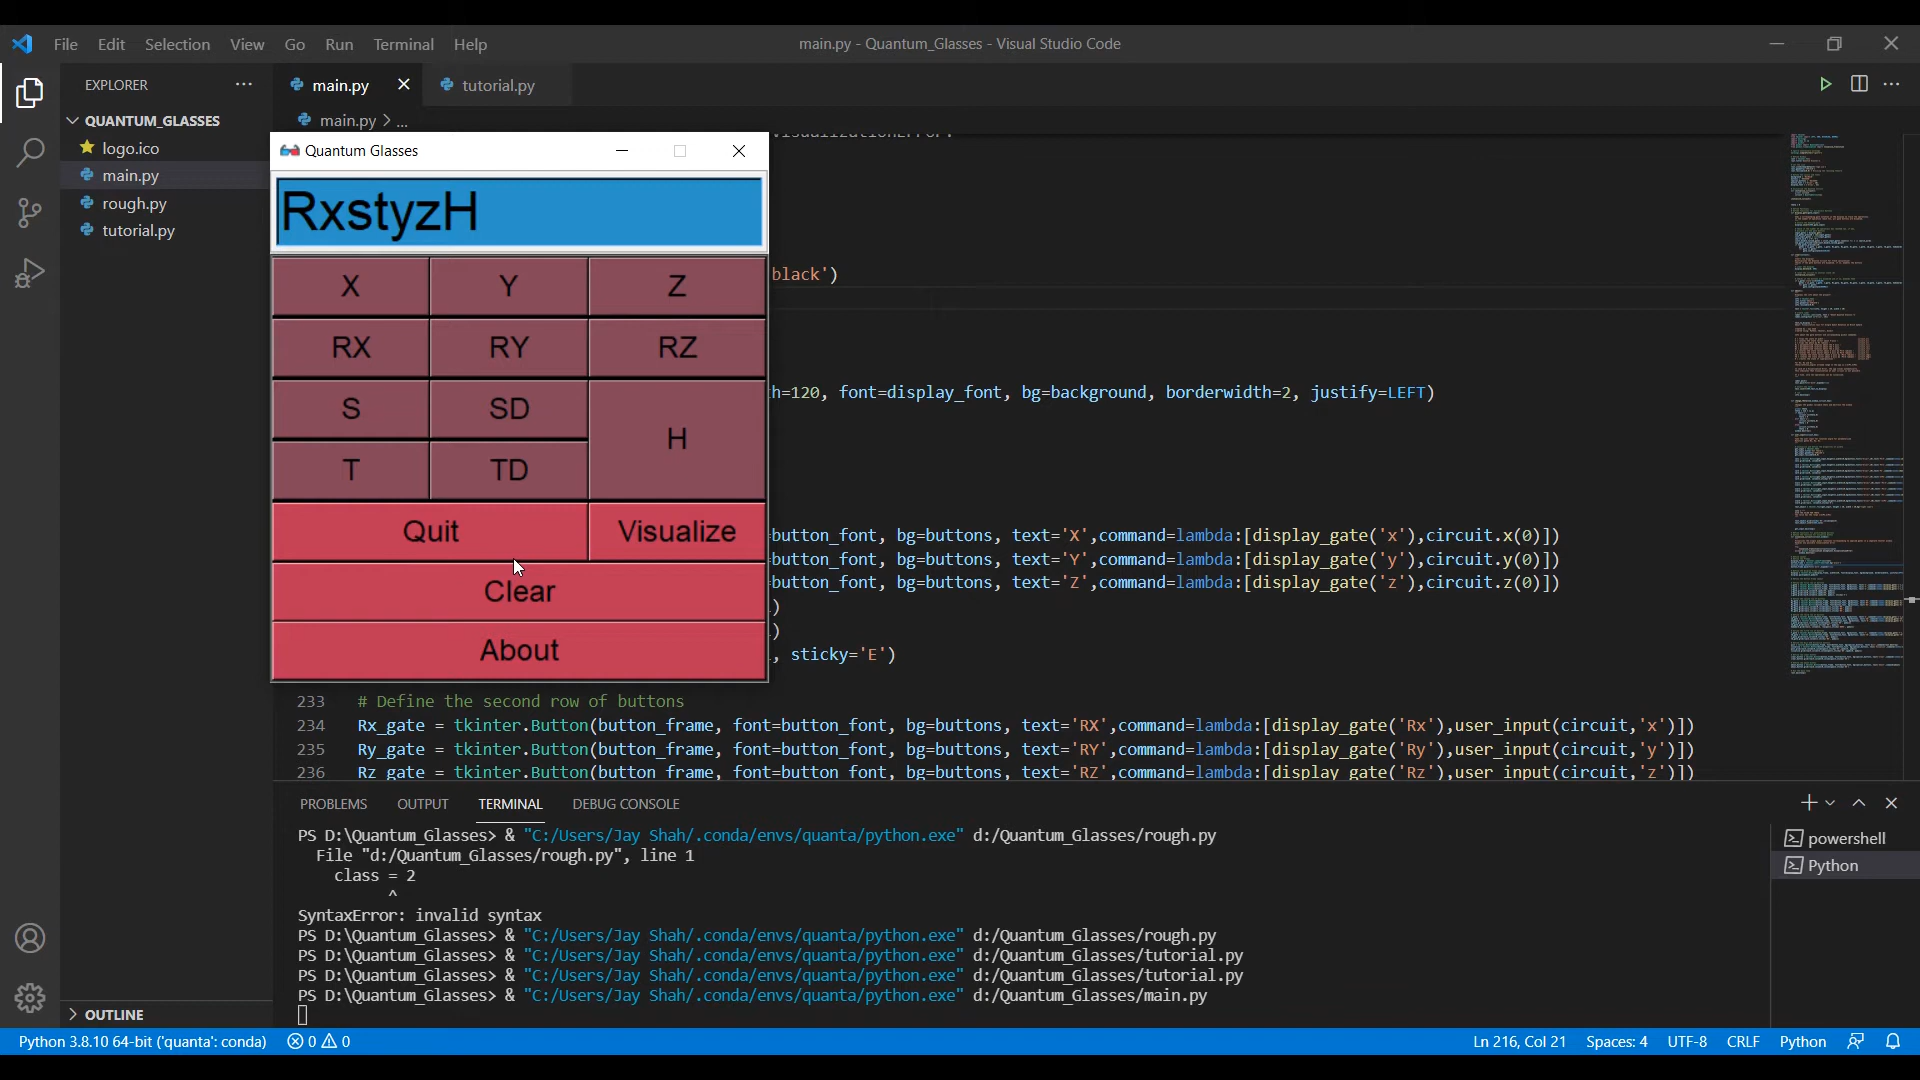 File Edit Selection View Go Run Terminal Help
main.py - Quantum_Glasses - Visual Studio Code
EXPLORER
main.py
tutorial.py
QUANTUM_GLASSES
logo.ico
main.py
rough.py
tutorial.py
main.py > ...
Quantum Glasses
RxstyzH
X Y Z
RX RY RZ
S SD
H
T TD
Quit Visualize
Clear
About
black')
h=120, font=display_font, bg=background, borderwidth=2, justify=LEFT)
=button_font, bg=buttons, text='X',command=lambda:[display_gate('x'),circuit.x(0)])
=button_font, bg=buttons, text='Y',command=lambda:[display_gate('y'),circuit.y(0)])
=button_font, bg=buttons, text='Z',command=lambda:[display_gate('z'),circuit.z(0)])
)
)
, sticky='E')
233 # Define the second row of buttons
234 Rx_gate = tkinter.Button(button_frame, font=button_font, bg=buttons, text='RX',command=lambda:[display_gate('Rx'),user_input(circuit,'x')])
235 Ry_gate = tkinter.Button(button_frame, font=button_font, bg=buttons, text='RY',command=lambda:[display_gate('Ry'),user_input(circuit,'y')])
236 Rz_gate = tkinter.Button(button_frame, font=button_font, bg=buttons, text='RZ',command=lambda:[display_gate('Rz'),user_input(circuit,'z')])
PROBLEMS OUTPUT TERMINAL DEBUG CONSOLE
PS D:\Quantum_Glasses> & "C:/Users/Jay Shah/.conda/envs/quanta/python.exe" d:/Quantum_Glasses/rough.py
File "d:/Quantum_Glasses/rough.py", line 1
class = 2
^
SyntaxError: invalid syntax
PS D:\Quantum_Glasses> & "C:/Users/Jay Shah/.conda/envs/quanta/python.exe" d:/Quantum_Glasses/rough.py
PS D:\Quantum_Glasses> & "C:/Users/Jay Shah/.conda/envs/quanta/python.exe" d:/Quantum_Glasses/tutorial.py
PS D:\Quantum_Glasses> & "C:/Users/Jay Shah/.conda/envs/quanta/python.exe" d:/Quantum_Glasses/tutorial.py
PS D:\Quantum_Glasses> & "C:/Users/Jay Shah/.conda/envs/quanta/python.exe" d:/Quantum_Glasses/main.py
powershell
Python
OUTLINE
Python 3.8.10 64-bit ('quanta': conda) 0 0
Ln 216, Col 21 Spaces: 4 UTF-8 CRLF Python